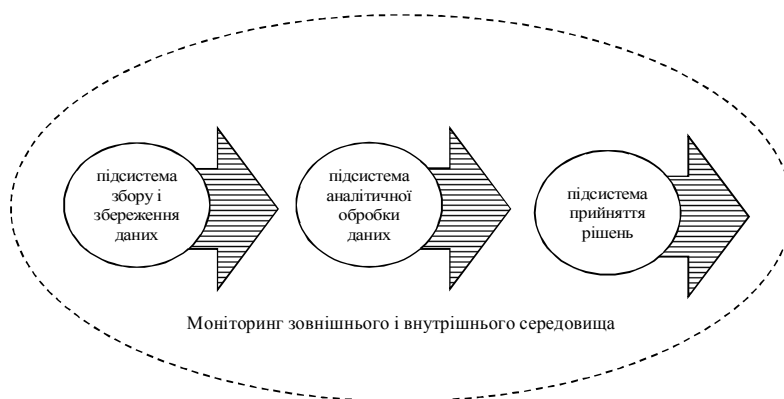 підсистема
збору і
збереження
даних
підсистема
аналітичної
обробки
даних
підсистема
прийняття
рішень
Моніторинг зовнішнього і внутрішнього середовища